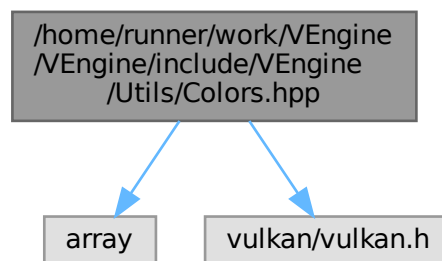 /home/runner/work/VEngine
/VEngine/include/VEngine
/Utils/Colors.hpp
array
vulkan/vulkan.h